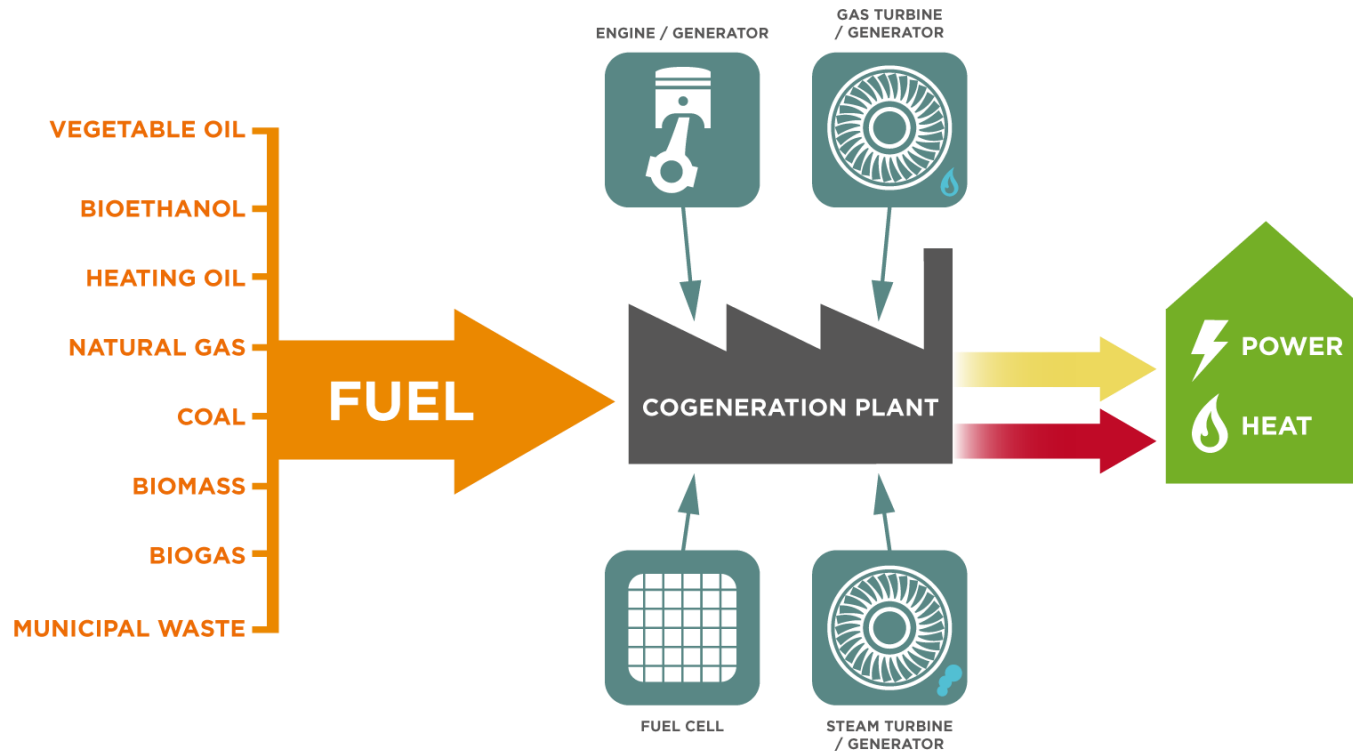 ENGINE / GENERATOR
GAS TURBINE
/ GENERATOR
VEGETABLE OIL
BIOETHANOL
HEATING OIL
NATURAL GAS
COAL
BIOMASS
BIOGAS
MUNICIPAL WASTE
FUEL
COGENERATION PLANT
POWER
HEAT
FUEL CELL
STEAM TURBINE
/ GENERATOR